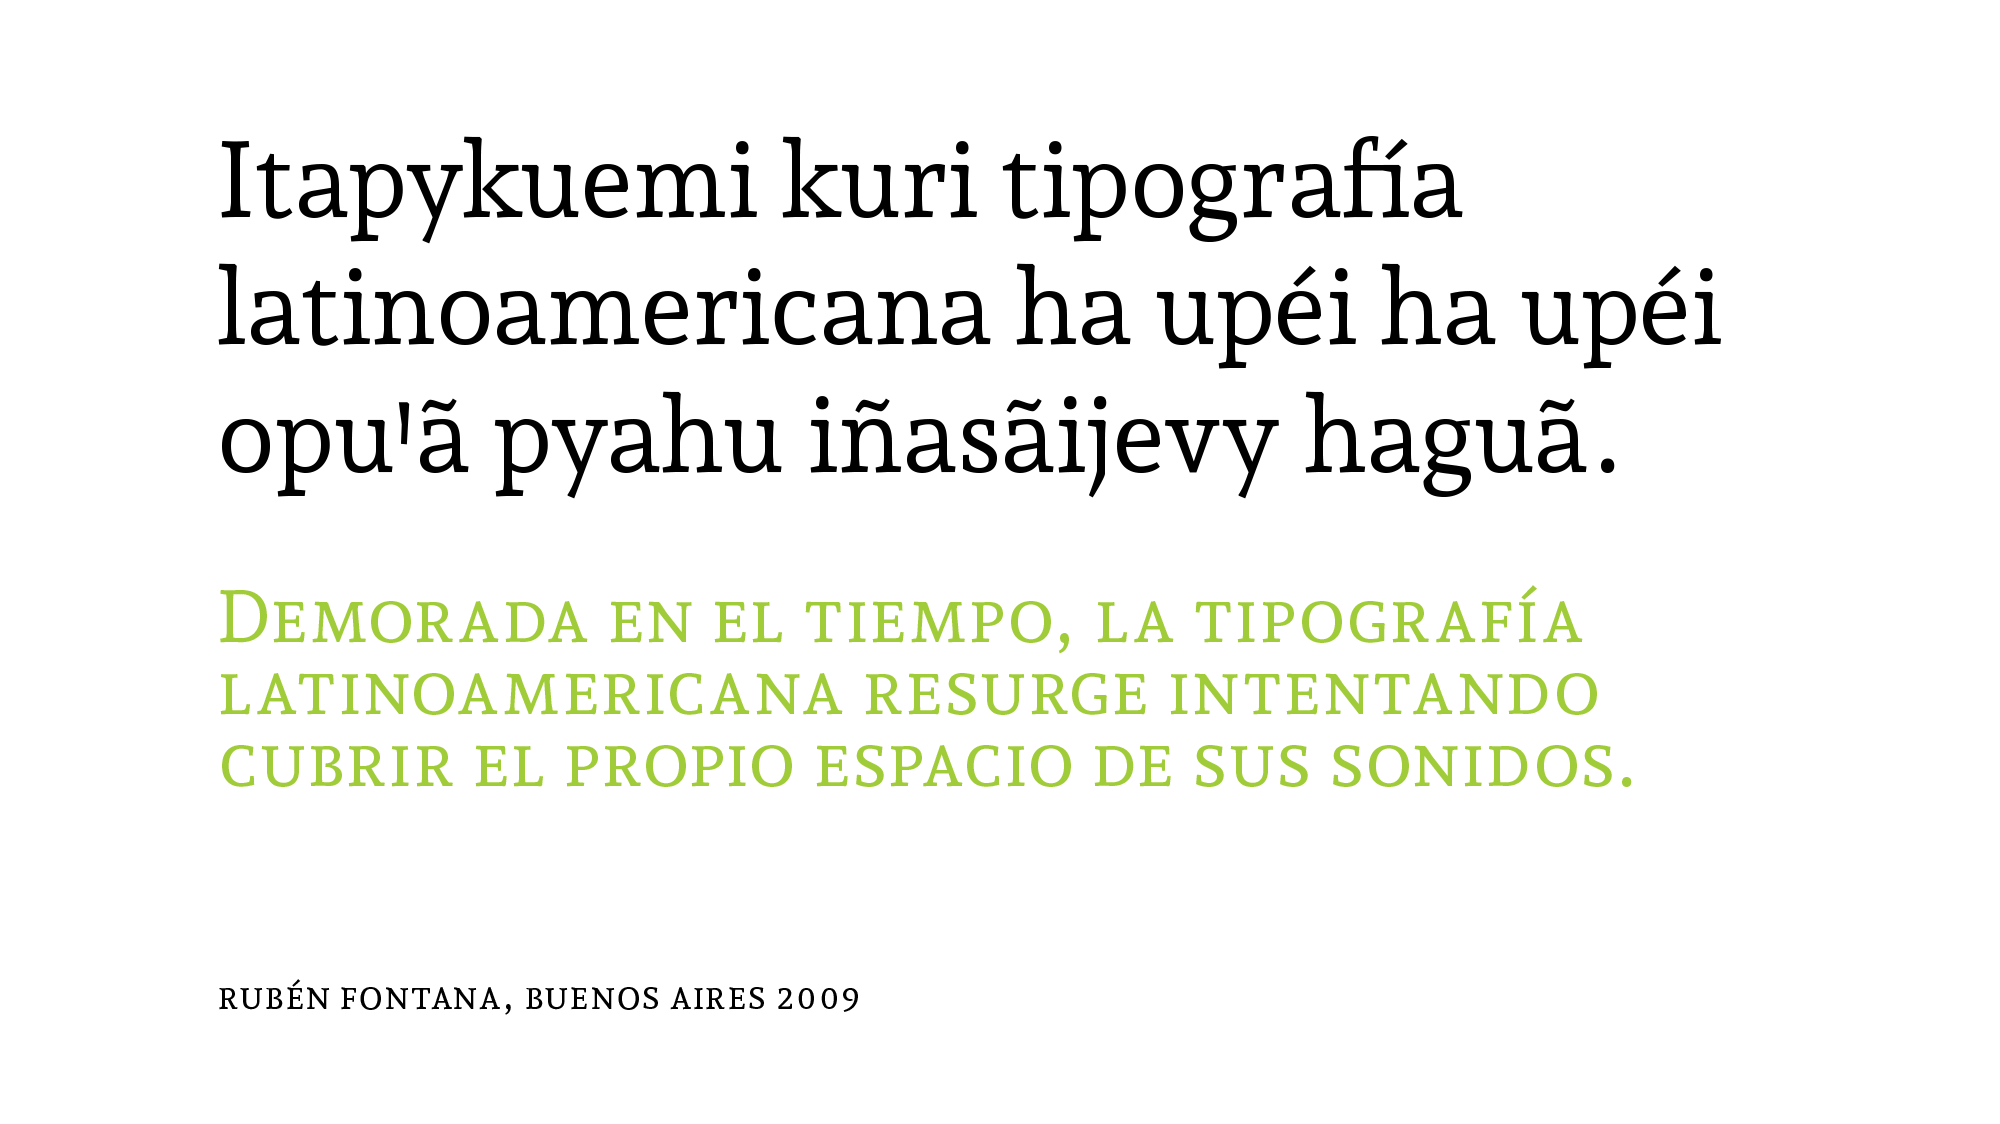 Itapykuemi kuri tipografía
latinoamericana ha upéi ha upéi
opuꞌã pyahu iñasãijevy haguã.
Demorada en el tiempo, la tipografía
latinoamericana resurge intentando
cubrir el propio espacio de sus sonidos.
rubén fontana, buenos aires 2009